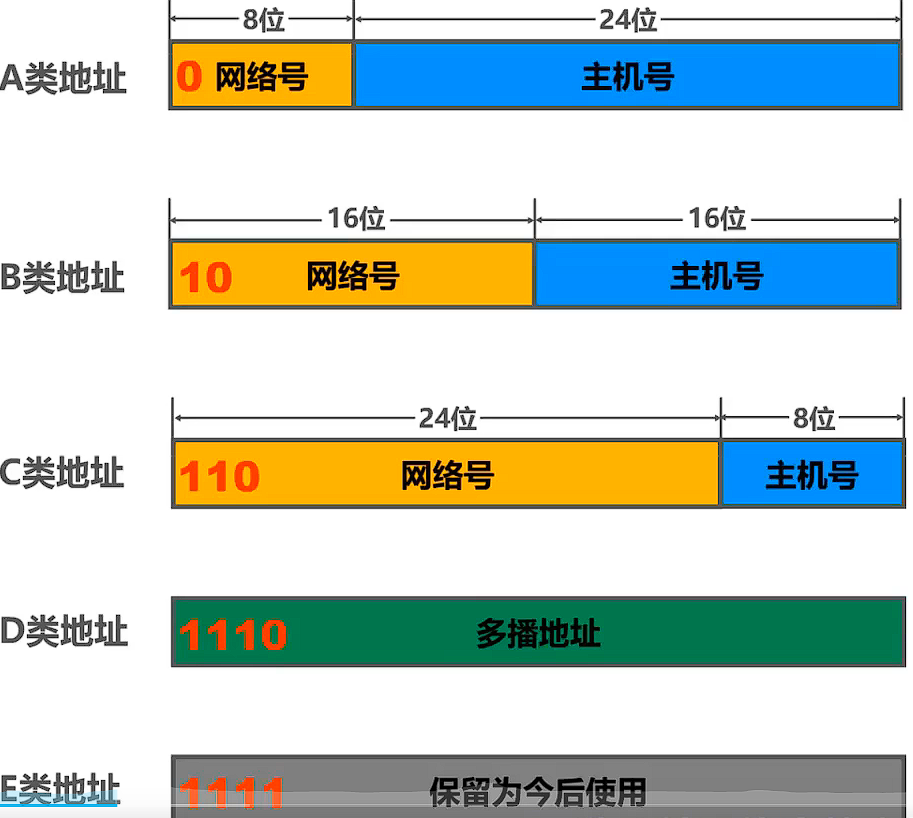 8位 24位
A类地址 0 网络号 主机号
16位 16位
B类地址 10 网络号 主机号
24位 8位
C类地址 110 网络号 主机号
D类地址 1110 多播地址
E类地址 1111 保留为今后使用